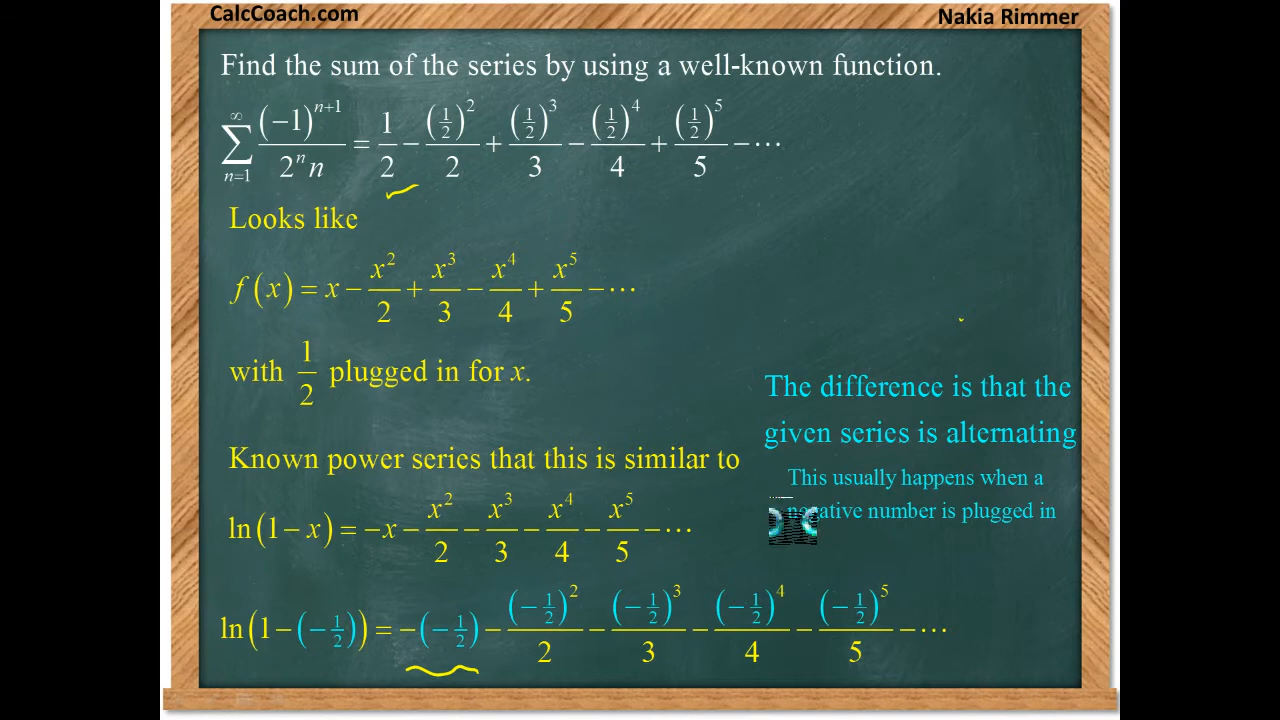 CalcCoach.com
Nakia Rimmer
Find the sum of the series by using a well-known function.
∑_{n=1}^{∞} (−1)^{n+1}/(2^n n) = 1/2 − (1/2)^2/2 + (1/2)^3/3 − (1/2)^4/4 + (1/2)^5/5 − ⋯
Looks like
f(x) = x − x^2/2 + x^3/3 − x^4/4 + x^5/5 − ⋯
with 1/2 plugged in for x.
The difference is that the
given series is alternating
Known power series that this is similar to
This usually happens when a
negative number is plugged in
ln(1 − x) = −x − x^2/2 − x^3/3 − x^4/4 − x^5/5 − ⋯
ln(1 − (−1/2)) = −(−1/2) − (−1/2)^2/2 − (−1/2)^3/3 − (−1/2)^4/4 − (−1/2)^5/5 − ⋯